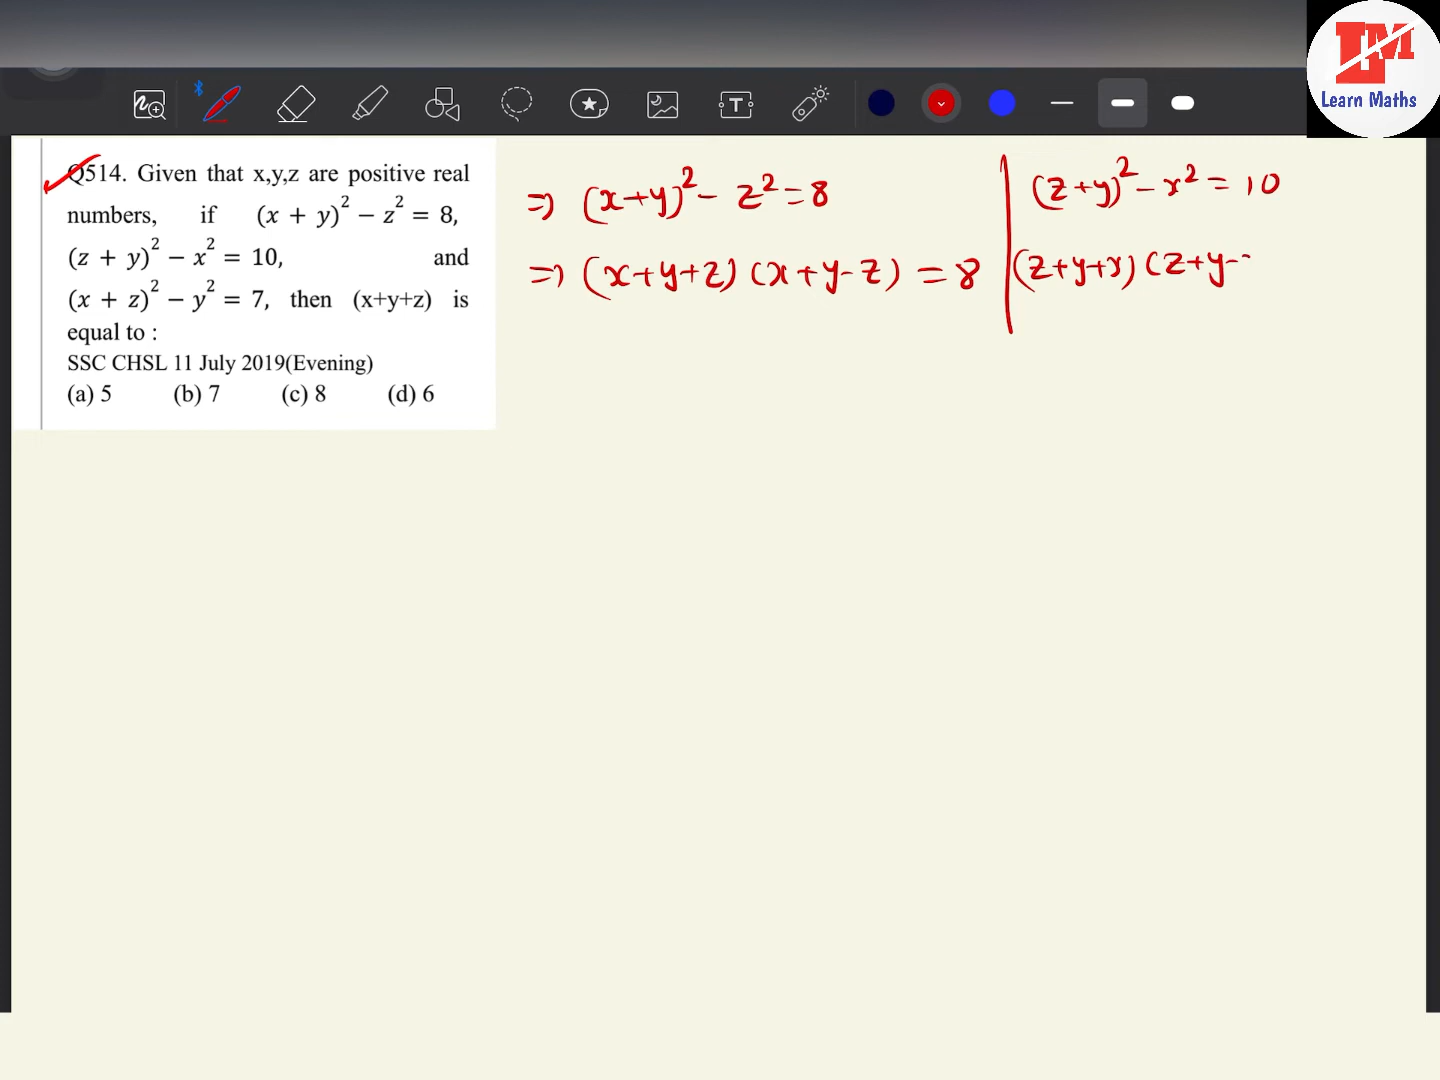 Learn Maths
Q514. Given that x,y,z are positive real
numbers, if (x + y)² − z² = 8,
(z + y)² − x² = 10, and
(x + z)² − y² = 7, then (x+y+z) is
equal to :
SSC CHSL 11 July 2019(Evening)
(a) 5 (b) 7 (c) 8 (d) 6
⇒ (x+y)² − z² = 8
⇒ (x+y+z) (x+y−z) = 8
(z+y)² − x² = 10
(z+y+x) (z+y−